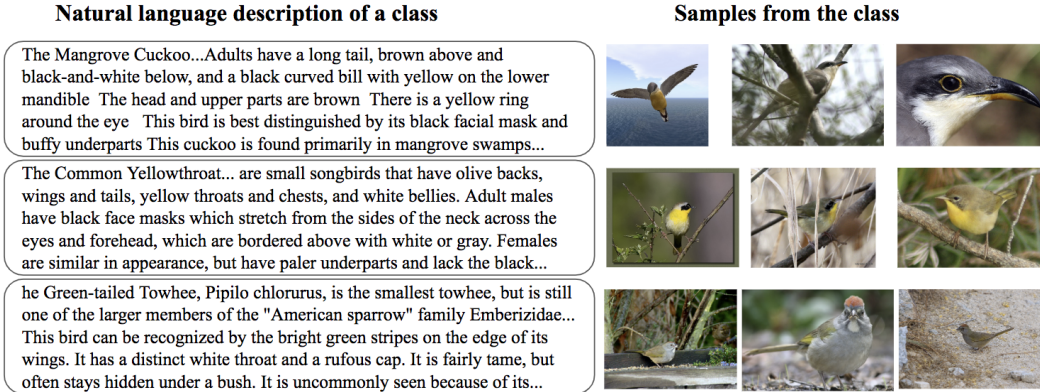 Natural language description of a class
Samples from the class
The Mangrove Cuckoo...Adults have a long tail, brown above and
black-and-white below, and a black curved bill with yellow on the lower
mandible The head and upper parts are brown There is a yellow ring
around the eye This bird is best distinguished by its black facial mask and
buffy underparts This cuckoo is found primarily in mangrove swamps...
The Common Yellowthroat... are small songbirds that have olive backs,
wings and tails, yellow throats and chests, and white bellies. Adult males
have black face masks which stretch from the sides of the neck across the
eyes and forehead, which are bordered above with white or gray. Females
are similar in appearance, but have paler underparts and lack the black...
he Green-tailed Towhee, Pipilo chlorurus, is the smallest towhee, but is still
one of the larger members of the "American sparrow" family Emberizidae...
This bird can be recognized by the bright green stripes on the edge of its
wings. It has a distinct white throat and a rufous cap. It is fairly tame, but
often stays hidden under a bush. It is uncommonly seen because of its...